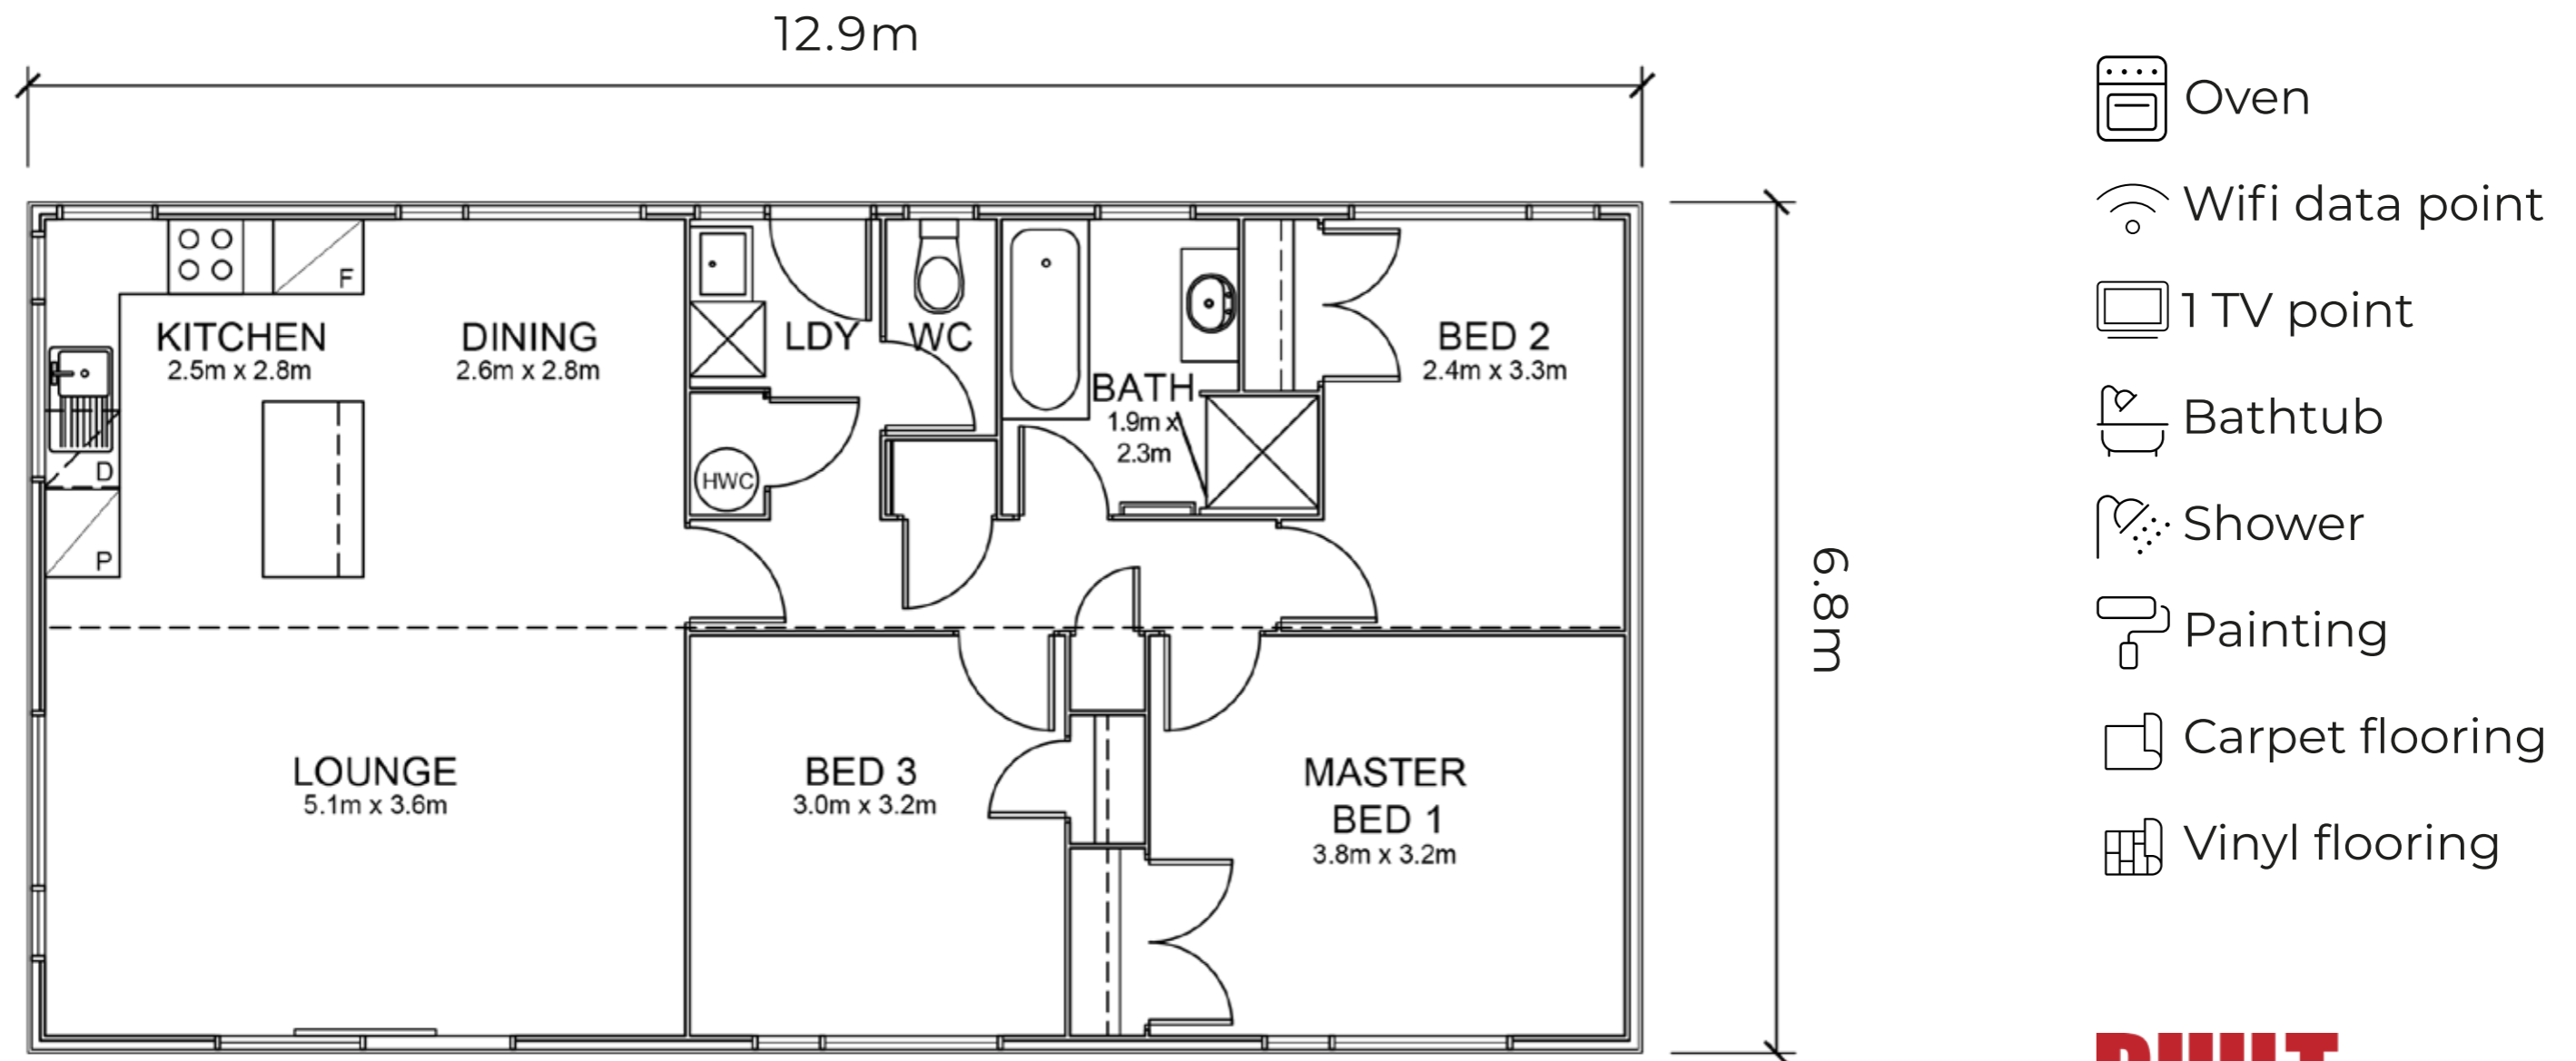 12.9m
KITCHEN
2.5m x 2.8m
DINING
2.6m x 2.8m
LDY
WC
BATH
1.9m x
2.3m
BED 2
2.4m x 3.3m
F
D
P
HWC
LOUNGE
5.1m x 3.6m
BED 3
3.0m x 3.2m
MASTER
BED 1
3.8m x 3.2m
6.8m
Oven
Wifi data point
1 TV point
Bathtub
Shower
Painting
Carpet flooring
Vinyl flooring